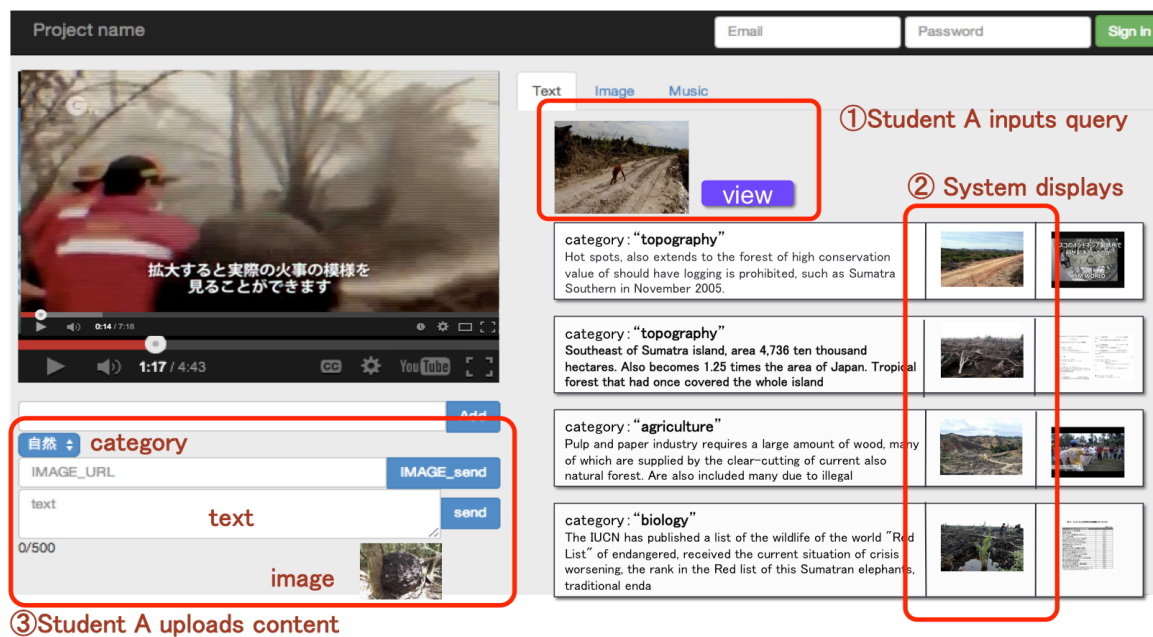 Project name
Email
Password
Sign in
拡大すると実際の火事の模様を
見ることができます
0:14 / 7:18
1:17 / 4:43
CC
YouTube
Add
自然
category
IMAGE_URL
IMAGE_send
text
text
send
0/500
image
③Student A uploads content
Text
Image
Music
①Student A inputs query
view
② System displays
category:“topography”
Hot spots, also extends to the forest of high conservation
value of should have logging is prohibited, such as Sumatra
Southern in November 2005.
category:“topography”
Southeast of Sumatra island, area 4,736 ten thousand
hectares. Also becomes 1.25 times the area of Japan. Tropical
forest that had once covered the whole island
category:“agriculture”
Pulp and paper industry requires a large amount of wood, many
of which are supplied by the clear-cutting of current also
natural forest. Are also included many due to illegal
category:“biology”
The IUCN has published a list of the wildlife of the world "Red
List" of endangered, received the current situation of crisis
worsening, the rank in the Red list of this Sumatran elephants,
traditional enda